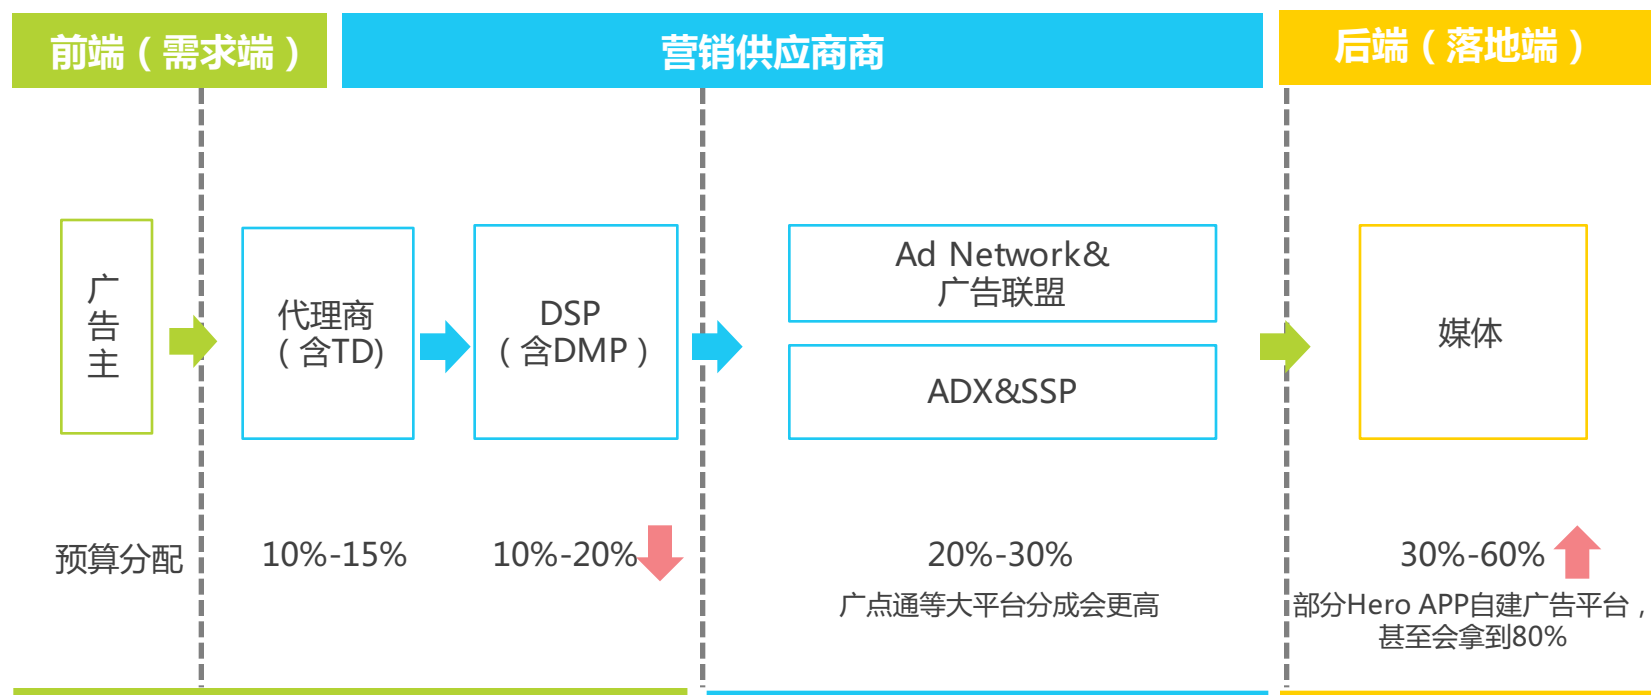 前端（需求端）
营销供应商商
后端（落地端）
广
告
主
代理商
（含TD)
DSP
（含DMP）
Ad Network&
广告联盟
ADX&SSP
媒体
预算分配
10%-15%
10%-20%
20%-30%
广点通等大平台分成会更高
30%-60%
部分Hero APP自建广告平台，
甚至会拿到80%